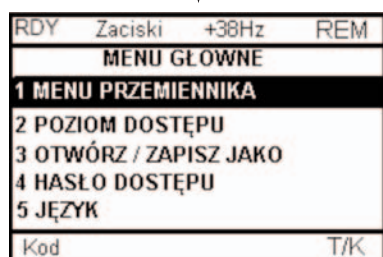 RDY Zaciski +38Hz REM
MENU GŁOWNE
1 MENU PRZEMIENNIKA
2 POZIOM DOSTĘPU
3 OTWÓRZ / ZAPISZ JAKO
4 HASŁO DOSTĘPU
5 JĘZYK
Kod T/K